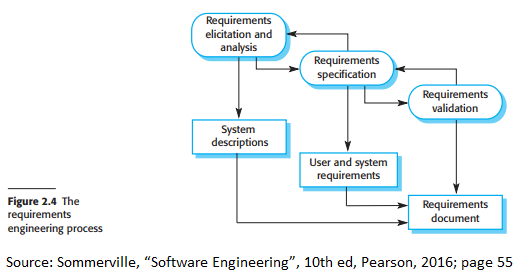 Requirements
elicitation and
analysis
Requirements
specification
Requirements
validation
System
descriptions
User and system
requirements
Requirements
document
Figure 2.4 The
requirements
engineering process
Source: Sommerville, “Software Engineering”, 10th ed, Pearson, 2016; page 55